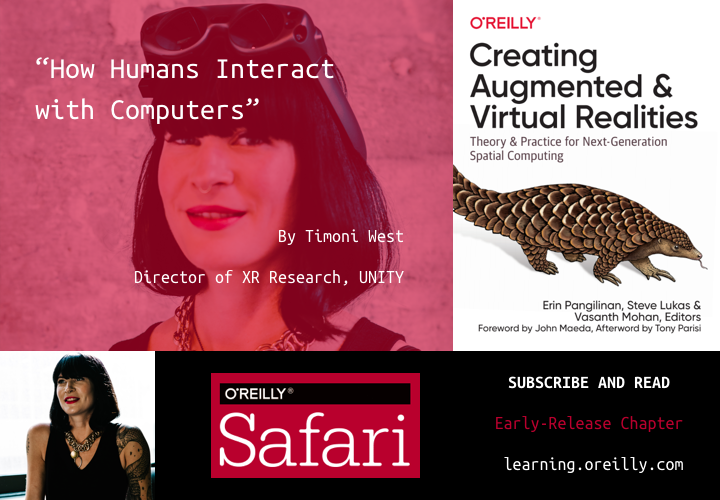 “How Humans Interact
with Computers”
By Timoni West
Director of XR Research, UNITY
O'REILLY®
Creating
Augmented &
Virtual Realities
Theory & Practice for Next-Generation
Spatial Computing
Erin Pangilinan, Steve Lukas &
Vasanth Mohan, Editors
Foreword by John Maeda, Afterword by Tony Parisi
O'REILLY®
Safari
SUBSCRIBE AND READ
Early-Release Chapter
learning.oreilly.com